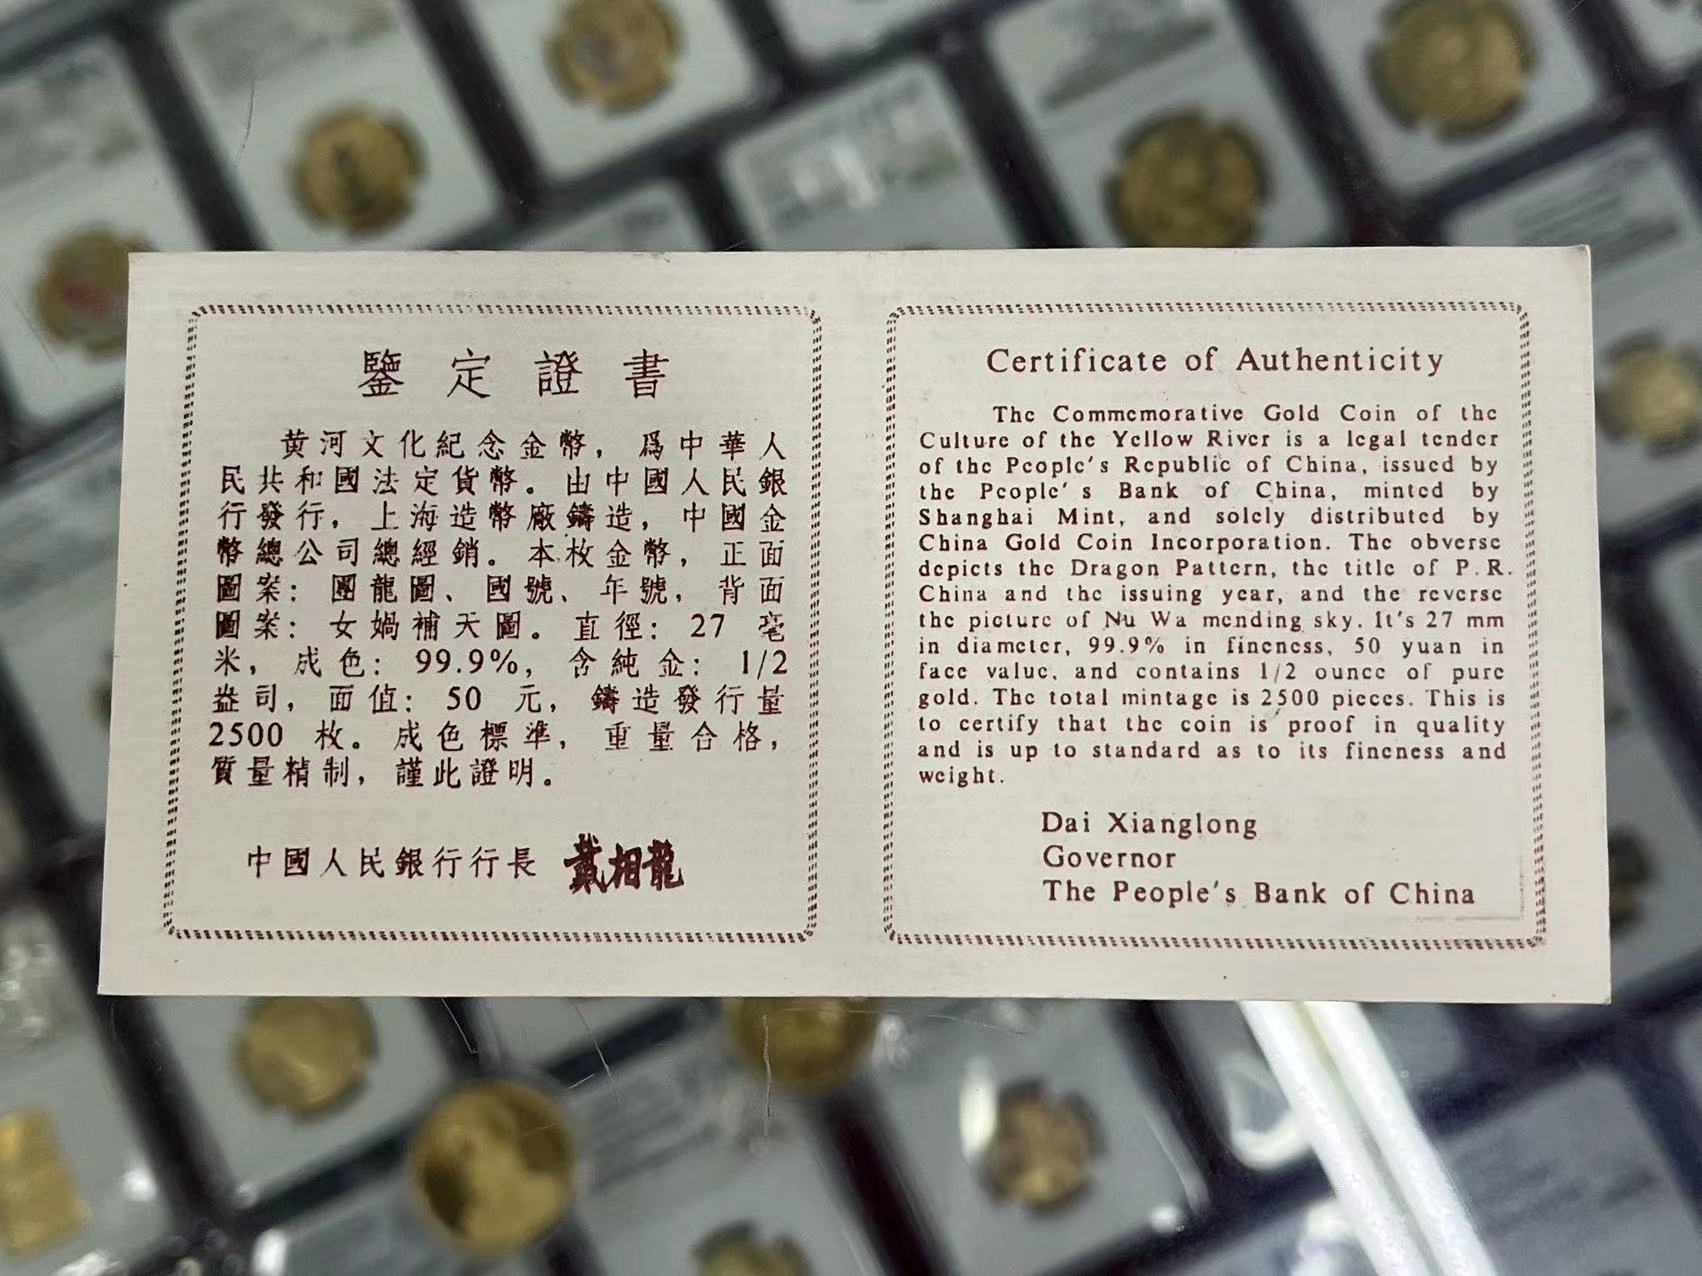 鑒定證書
黄河文化紀念金幣，爲中華人
民共和國法定貨幣。由中國人民銀
行發行，上海造幣廠鑄造，中國金
幣總公司總經銷。本枚金幣，正面
圖案：團龍圖、國號、年號，背面
圖案：女媧補天圖。直徑：27 毫
米，成色：99.9%，含純金：1/2
盎司，面值：50 元，鑄造發行量
2500 枚。成色標準，重量合格，
質量精制，謹此證明。
中國人民銀行行長 戴相龍
Certificate of Authenticity
The Commemorative Gold Coin of the
Culture of the Yellow River is a legal tender
of the People's Republic of China, issued by
the People's Bank of China, minted by
Shanghai Mint, and solely distributed by
China Gold Coin Incorporation. The obverse
depicts the Dragon Pattern, the title of P.R.
China and the issuing year, and the reverse
the picture of Nu Wa mending sky. It's 27 mm
in diameter, 99.9% in fineness, 50 yuan in
face value, and contains 1/2 ounce of pure
gold. The total mintage is 2500 pieces. This is
to certify that the coin is proof in quality
and is up to standard as to its fineness and
weight.
Dai Xianglong
Governor
The People's Bank of China